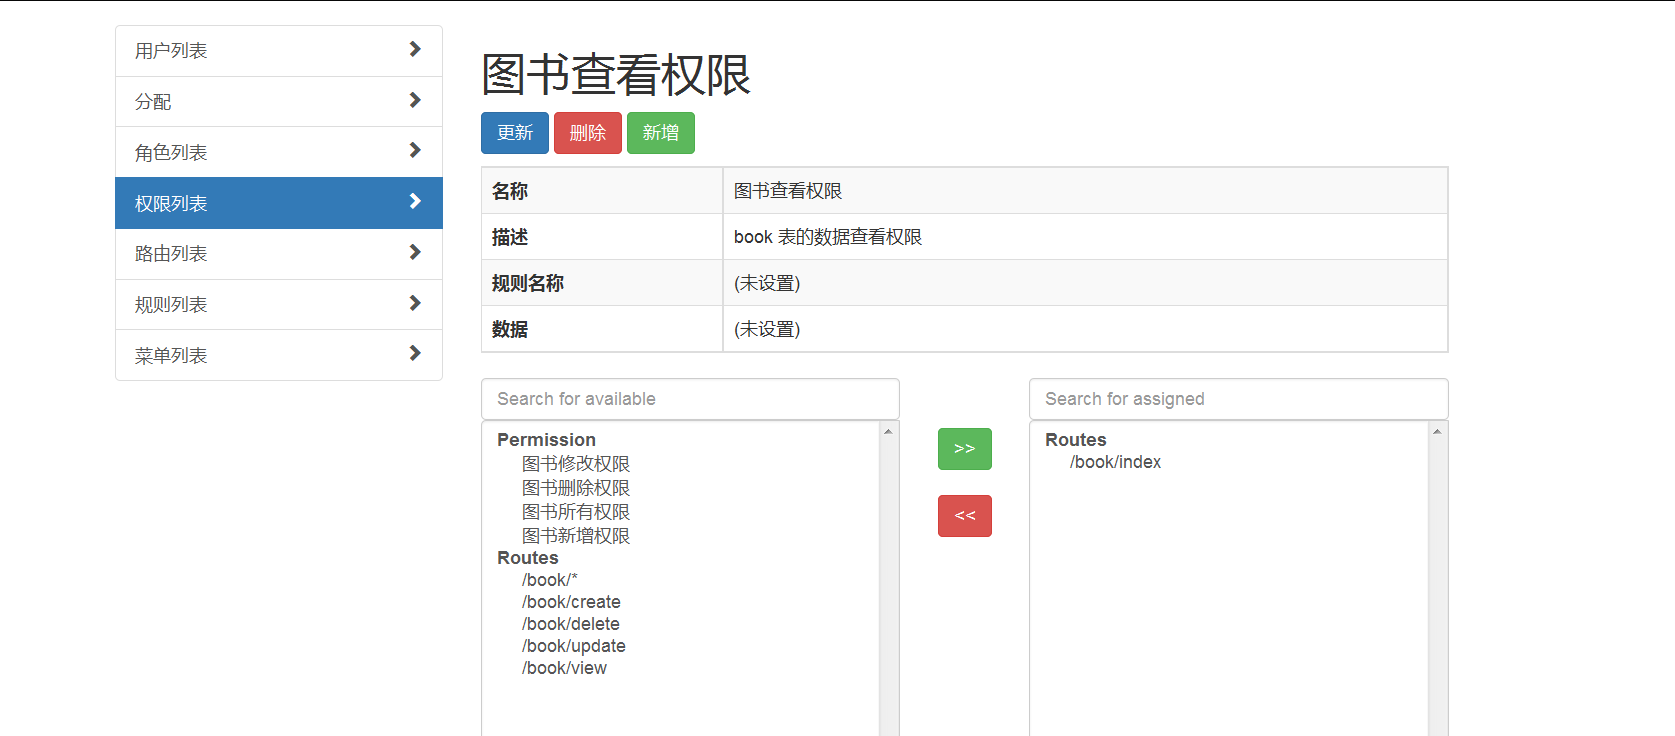 用户列表
分配
角色列表
权限列表
路由列表
规则列表
菜单列表
图书查看权限
更新 删除 新增
名称 图书查看权限
描述 book 表的数据查看权限
规则名称 (未设置)
数据 (未设置)
Search for available
Permission
图书修改权限
图书删除权限
图书所有权限
图书新增权限
Routes
/book/*
/book/create
/book/delete
/book/update
/book/view
>>
<<
Search for assigned
Routes
/book/index